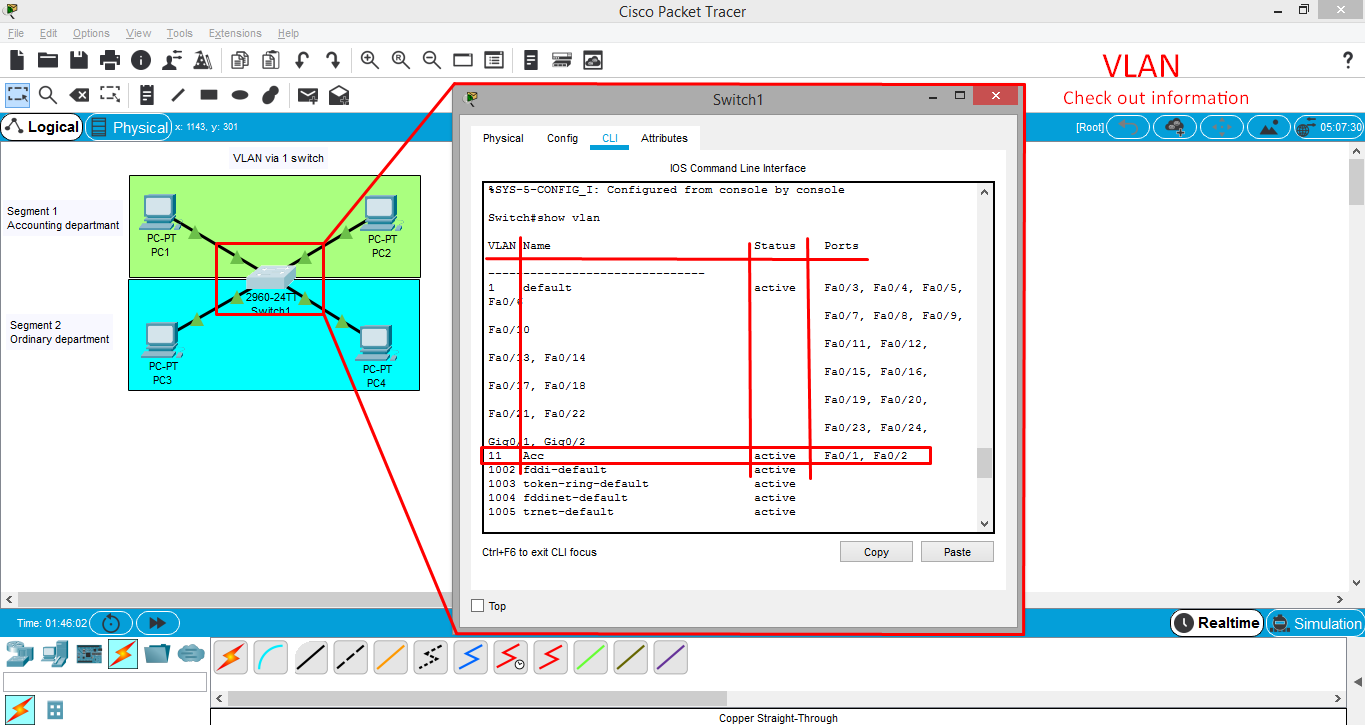 Cisco Packet Tracer
File Edit Options View Tools Extensions Help
VLAN
Check out information
Logical Physical x: 1143, y: 301
[Root] 05:07:30
VLAN via 1 switch
Segment 1
Accounting departmant
PC-PT
PC1
PC-PT
PC2
2960-24TT
Switch1
Segment 2
Ordinary department
PC-PT
PC3
PC-PT
PC4
Switch1
Physical Config CLI Attributes
IOS Command Line Interface
%SYS-5-CONFIG_I: Configured from console by console
Switch#show vlan
VLAN Name Status Ports
-------------------------------
1 default active Fa0/3, Fa0/4, Fa0/5,
Fa0/6
Fa0/7, Fa0/8, Fa0/9,
Fa0/10
Fa0/11, Fa0/12,
Fa0/13, Fa0/14
Fa0/15, Fa0/16,
Fa0/17, Fa0/18
Fa0/19, Fa0/20,
Fa0/21, Fa0/22
Fa0/23, Fa0/24,
Gig0/1, Gig0/2
11 Acc active Fa0/1, Fa0/2
1002 fddi-default active
1003 token-ring-default active
1004 fddinet-default active
1005 trnet-default active
Ctrl+F6 to exit CLI focus
Copy Paste
Top
Time: 01:46:02
Realtime Simulation
Copper Straight-Through